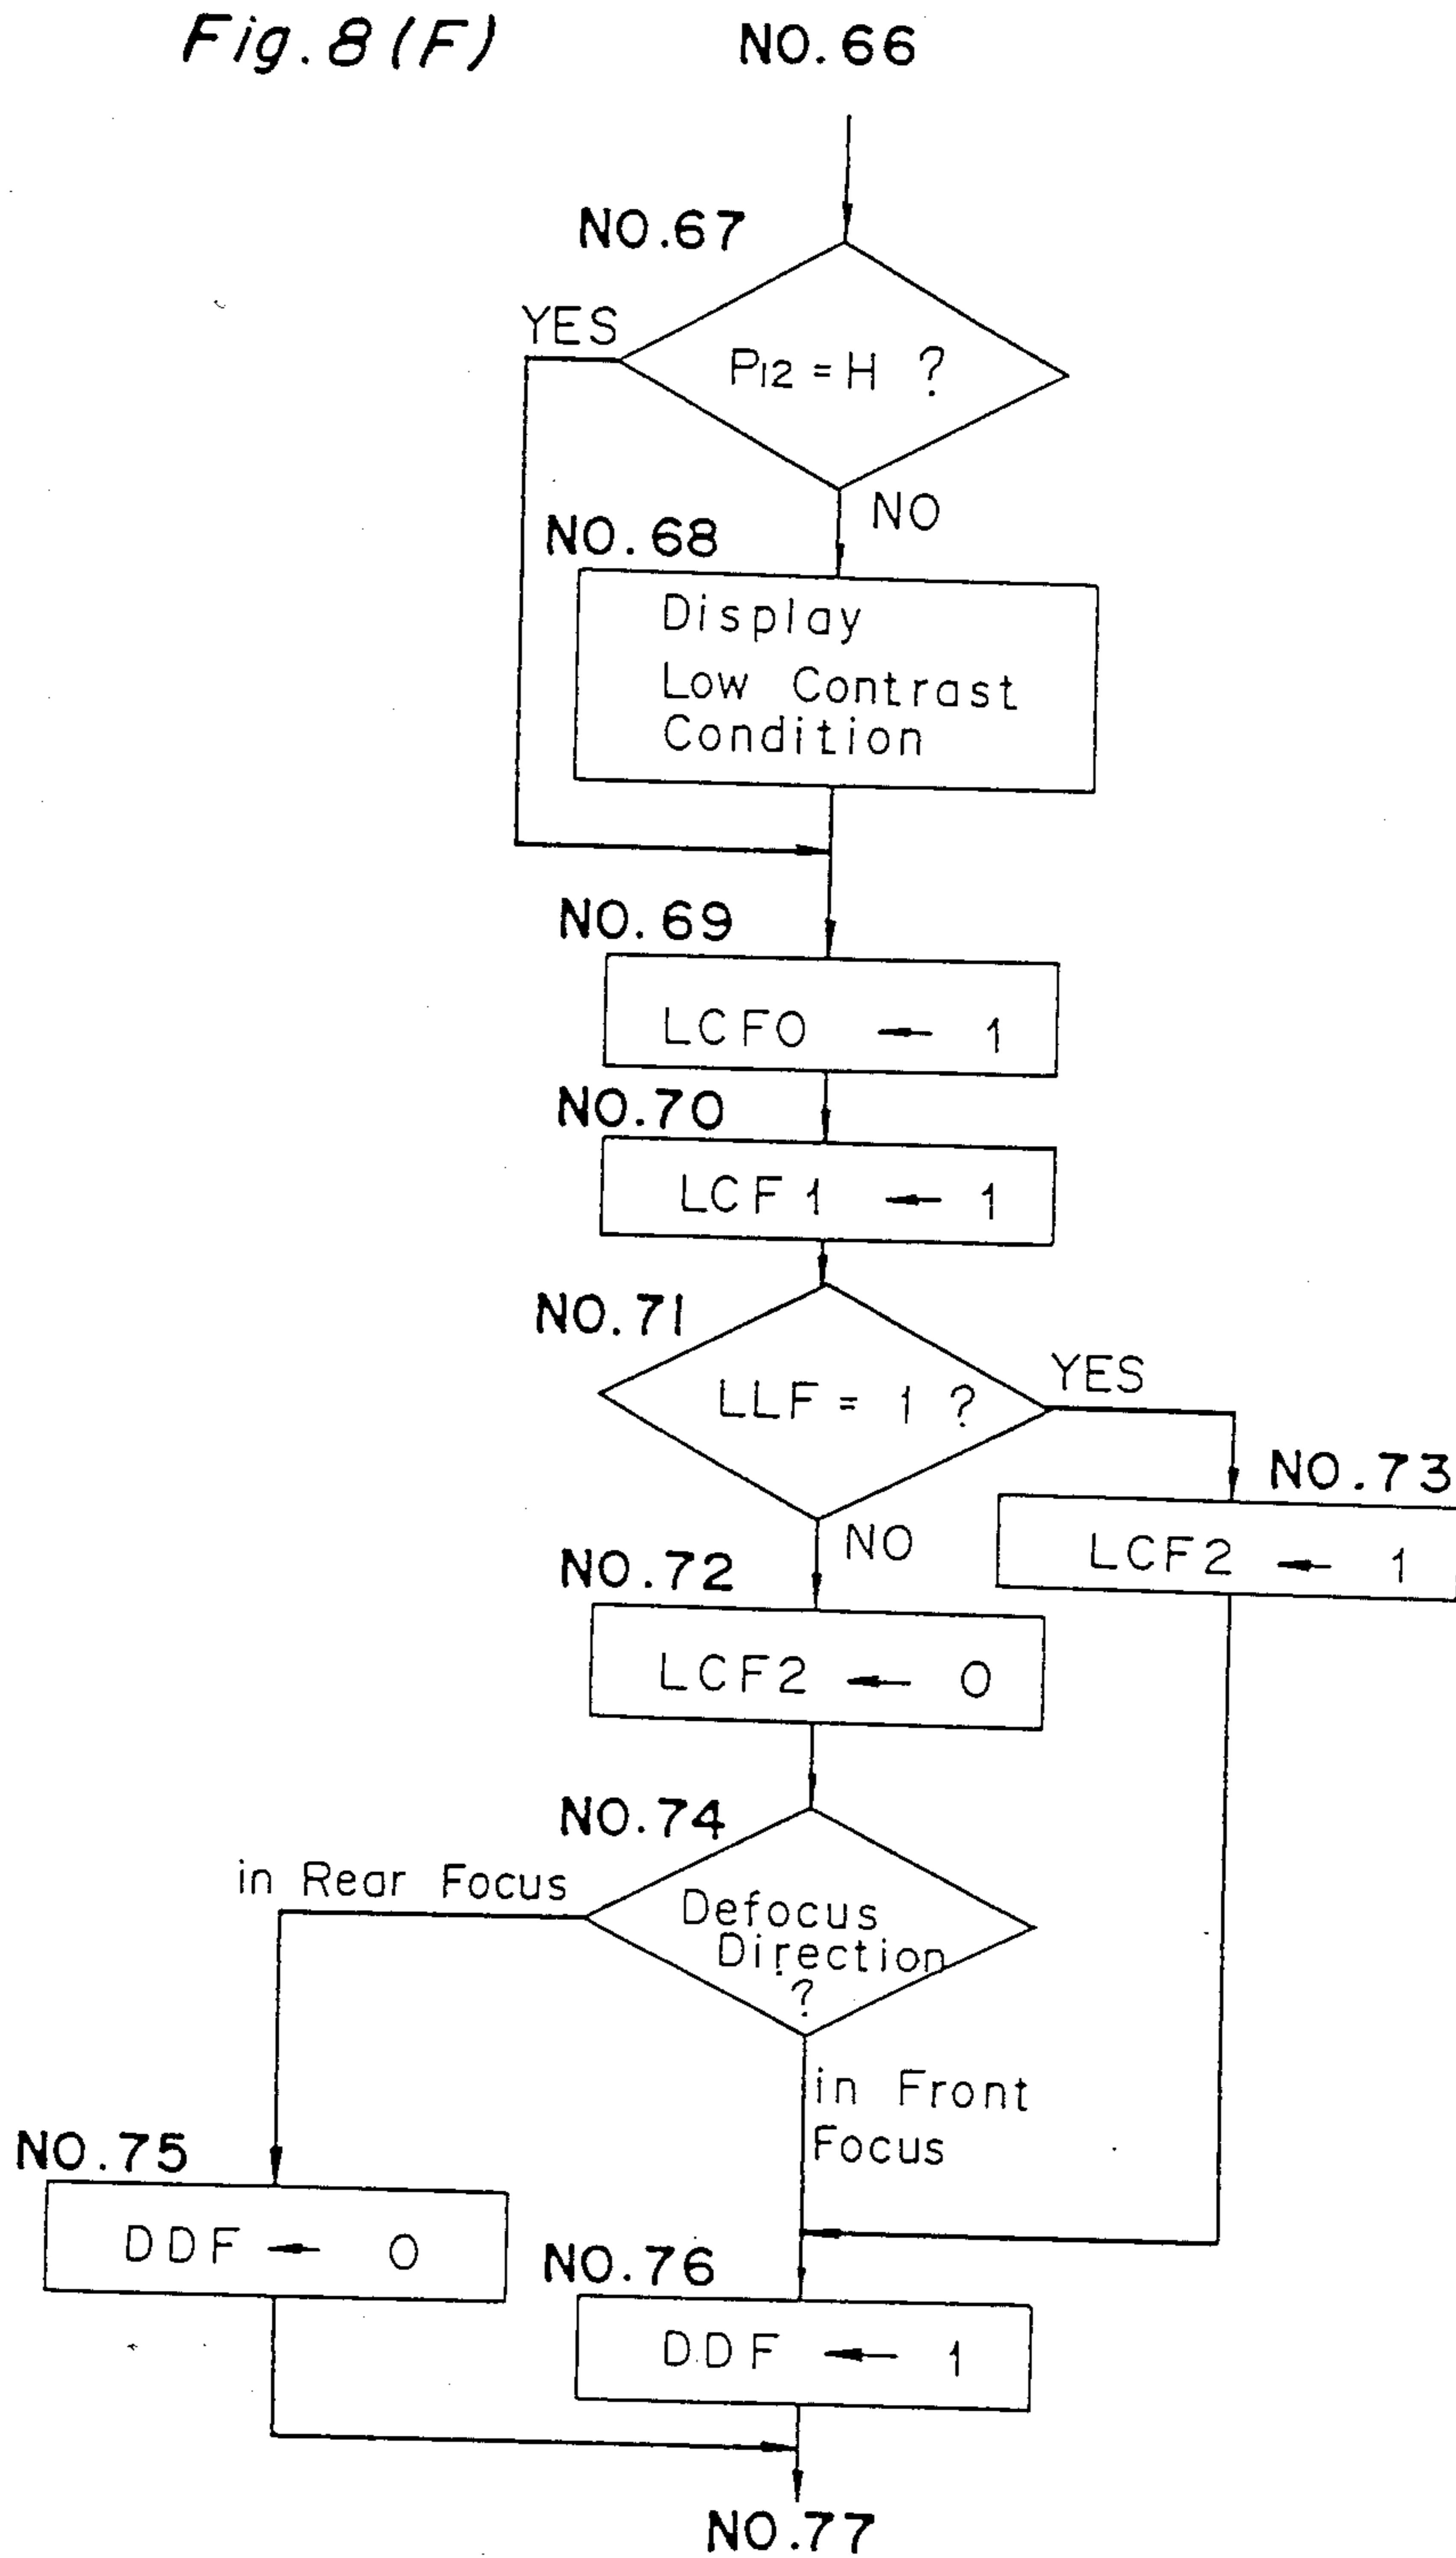 Fig. 8 (F)
NO. 66
NO. 67
YES
P12 = H ?
NO
NO. 68
Display
Low Contrast
Condition
NO. 69
LCF0 ← 1
NO. 70
LCF 1 ← 1
NO. 71
LLF = 1 ?
YES
NO. 73
LCF2 ← 1
NO
NO. 72
LCF2 ← 0
NO. 74
in Rear Focus
Defocus
Direction
?
in Front
Focus
NO. 75
DDF ← 0
NO. 76
DDF ← 1
NO. 77